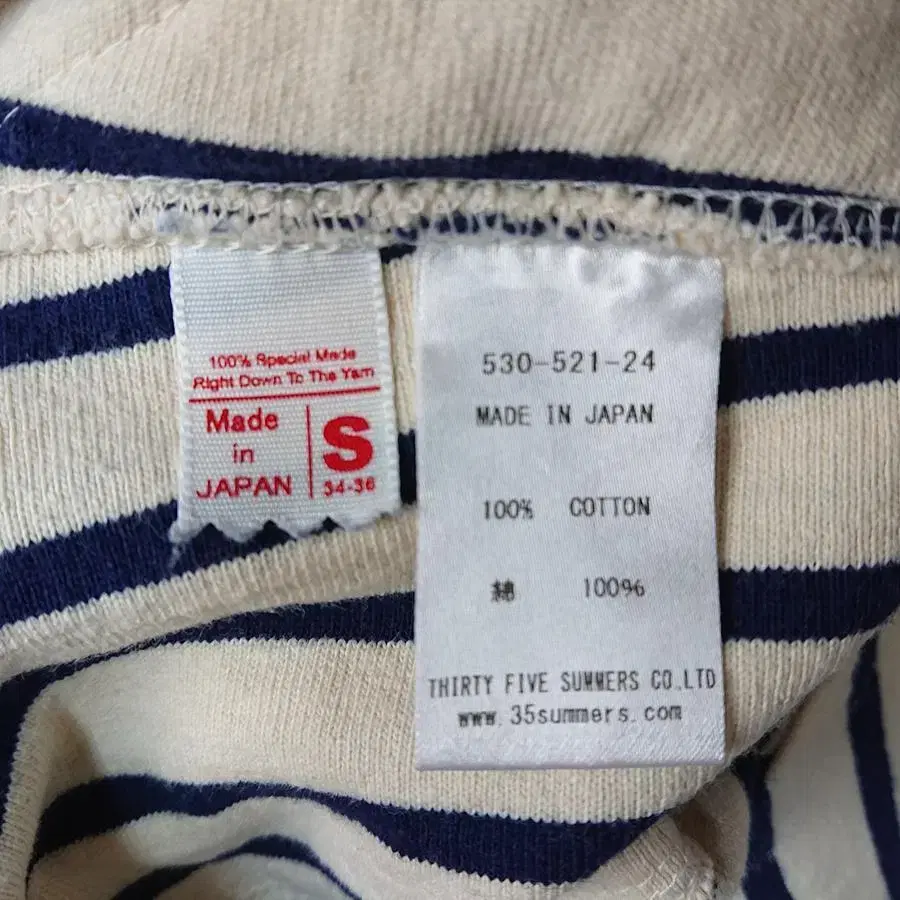 100% Special Made
Right Down To The Yarn
Made
in
JAPAN
S
34-36
530-521-24
MADE IN JAPAN
100% COTTON
綿 100%
THIRTY FIVE SUMMERS CO.,LTD
www.35summers.com